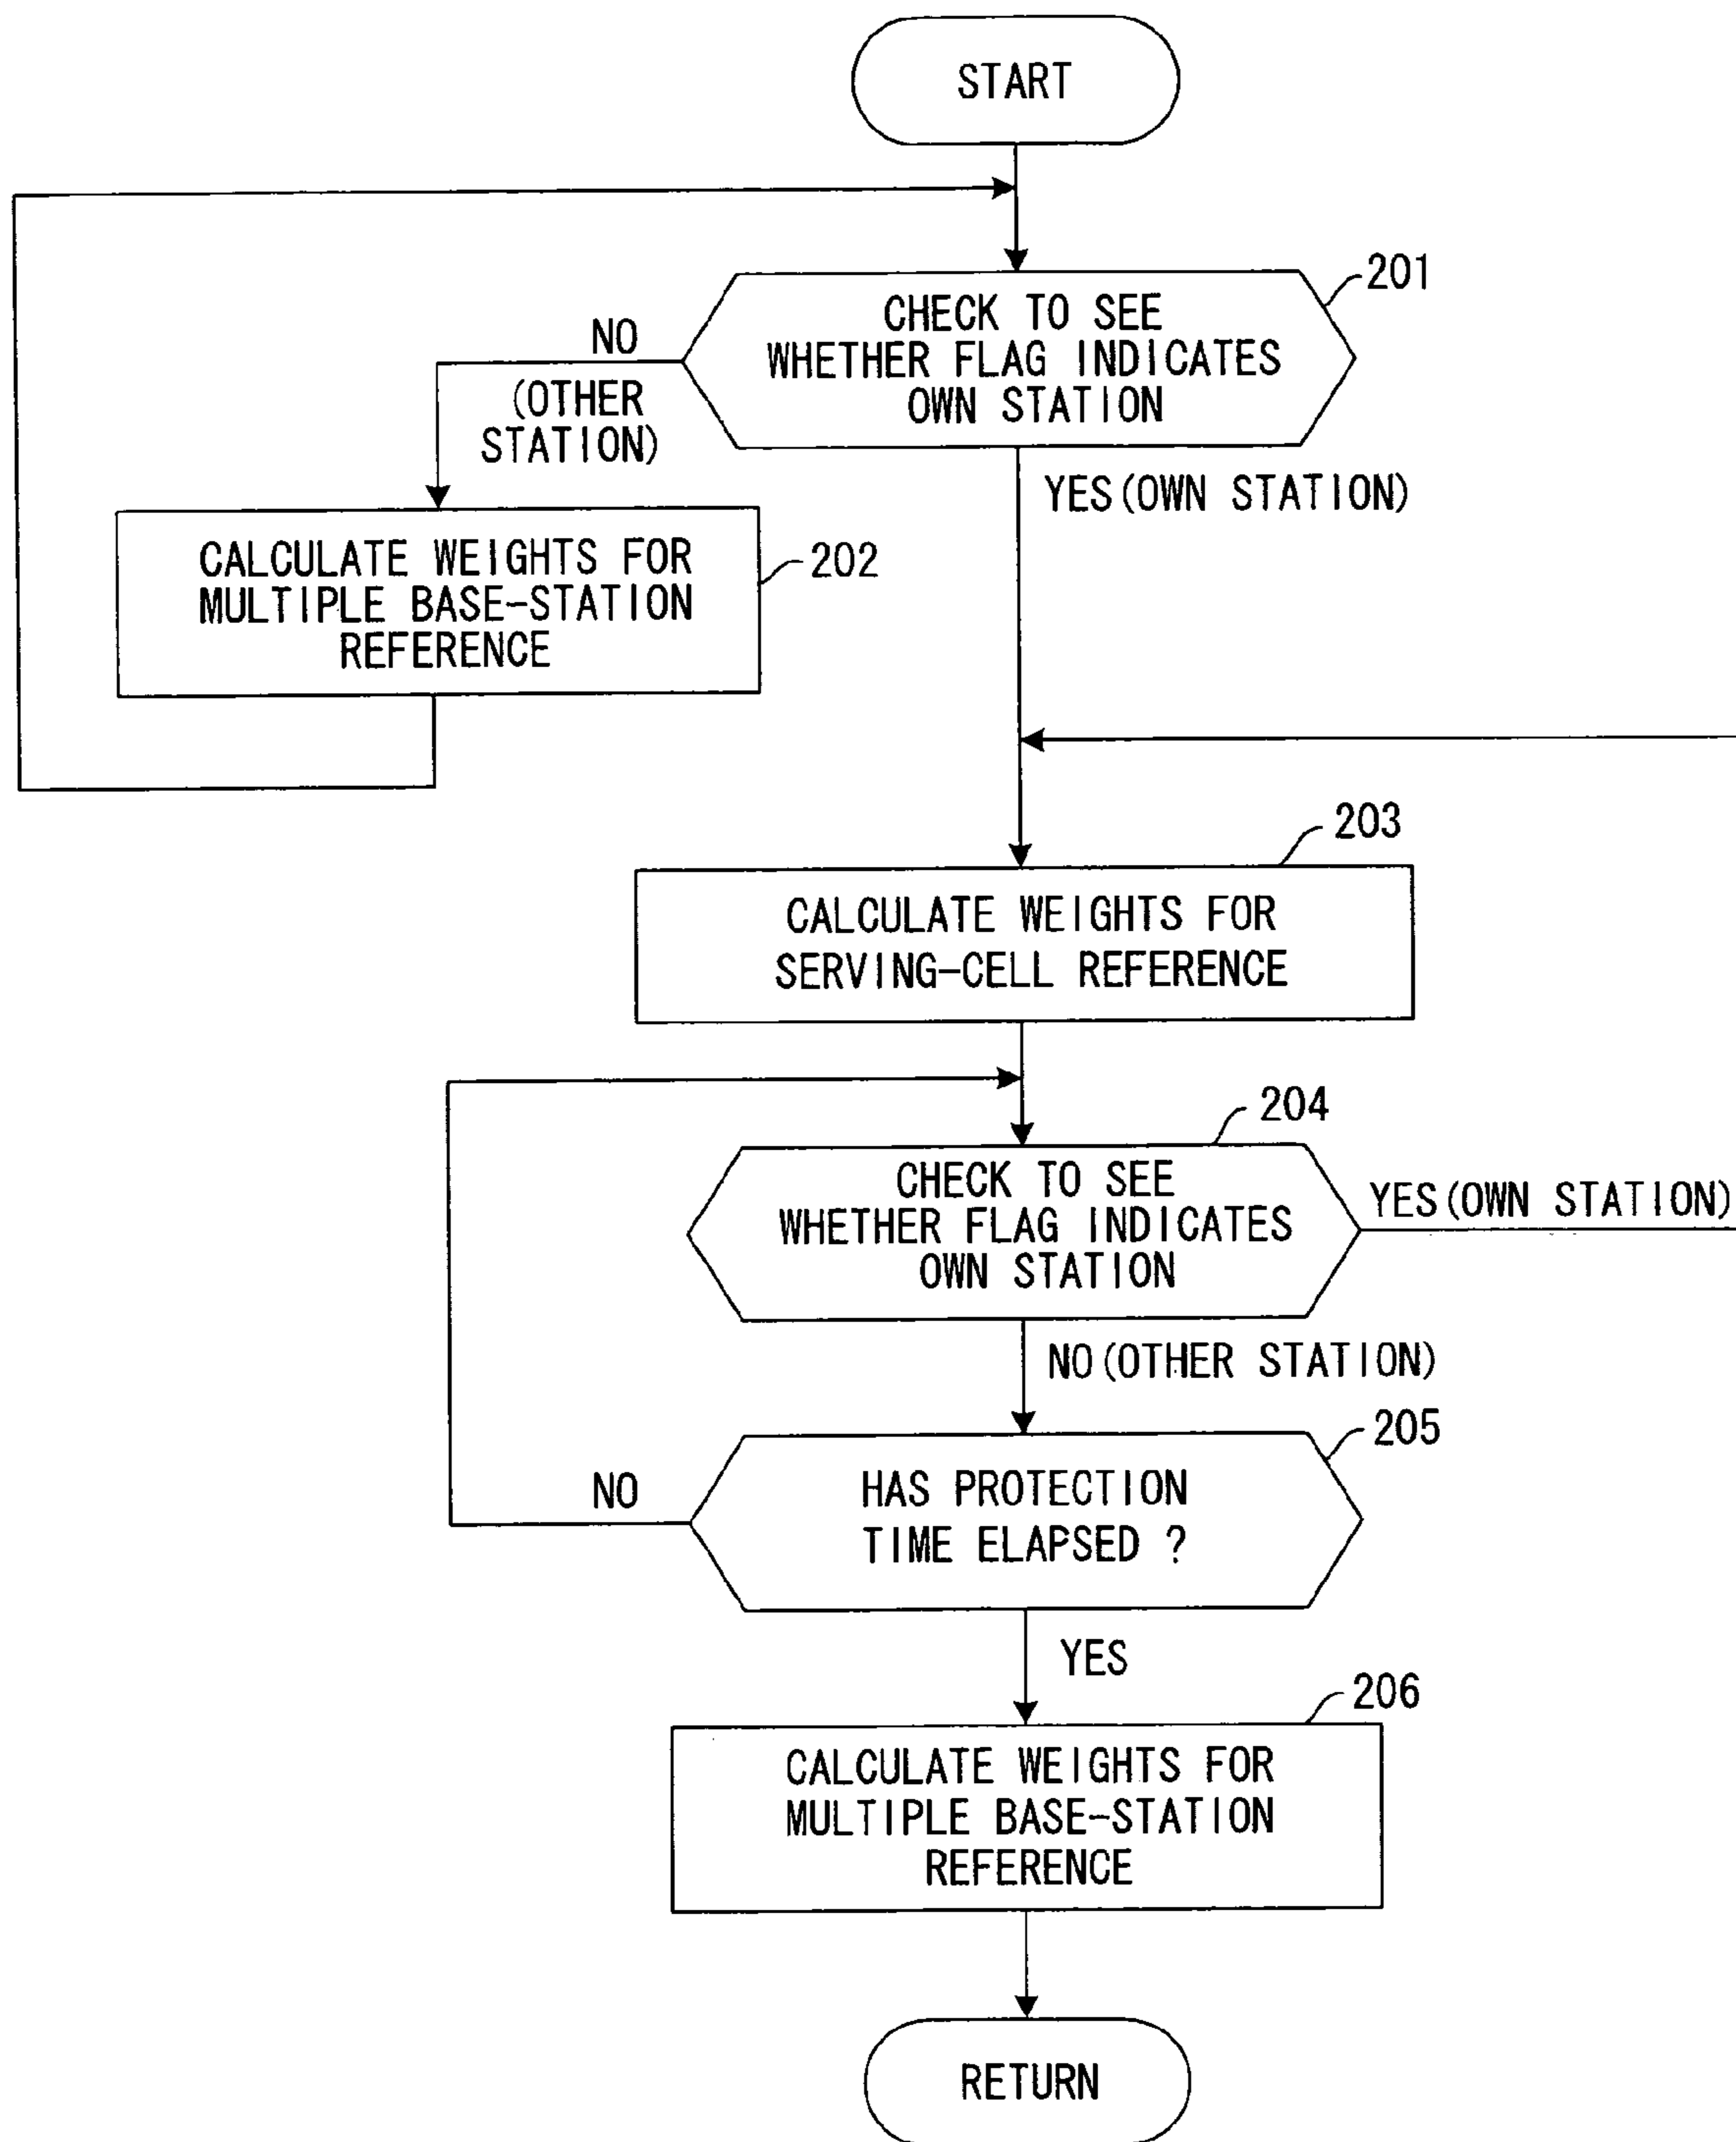 START
201
CHECK TO SEE
WHETHER FLAG INDICATES
OWN STATION
NO
(OTHER
STATION)
YES(OWN STATION)
CALCULATE WEIGHTS FOR
MULTIPLE BASE-STATION
REFERENCE
202
203
CALCULATE WEIGHTS FOR
SERVING-CELL REFERENCE
204
CHECK TO SEE
WHETHER FLAG INDICATES
OWN STATION
YES(OWN STATION)
NO(OTHER STATION)
205
HAS PROTECTION
TIME ELAPSED ?
NO
YES
206
CALCULATE WEIGHTS FOR
MULTIPLE BASE-STATION
REFERENCE
RETURN